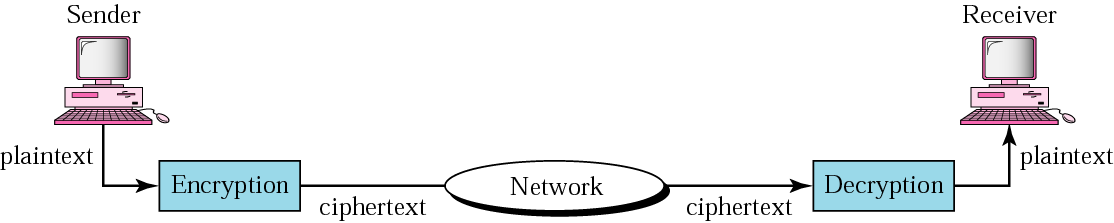 Sender
Receiver
plaintext
Encryption
ciphertext
Network
ciphertext
Decryption
plaintext